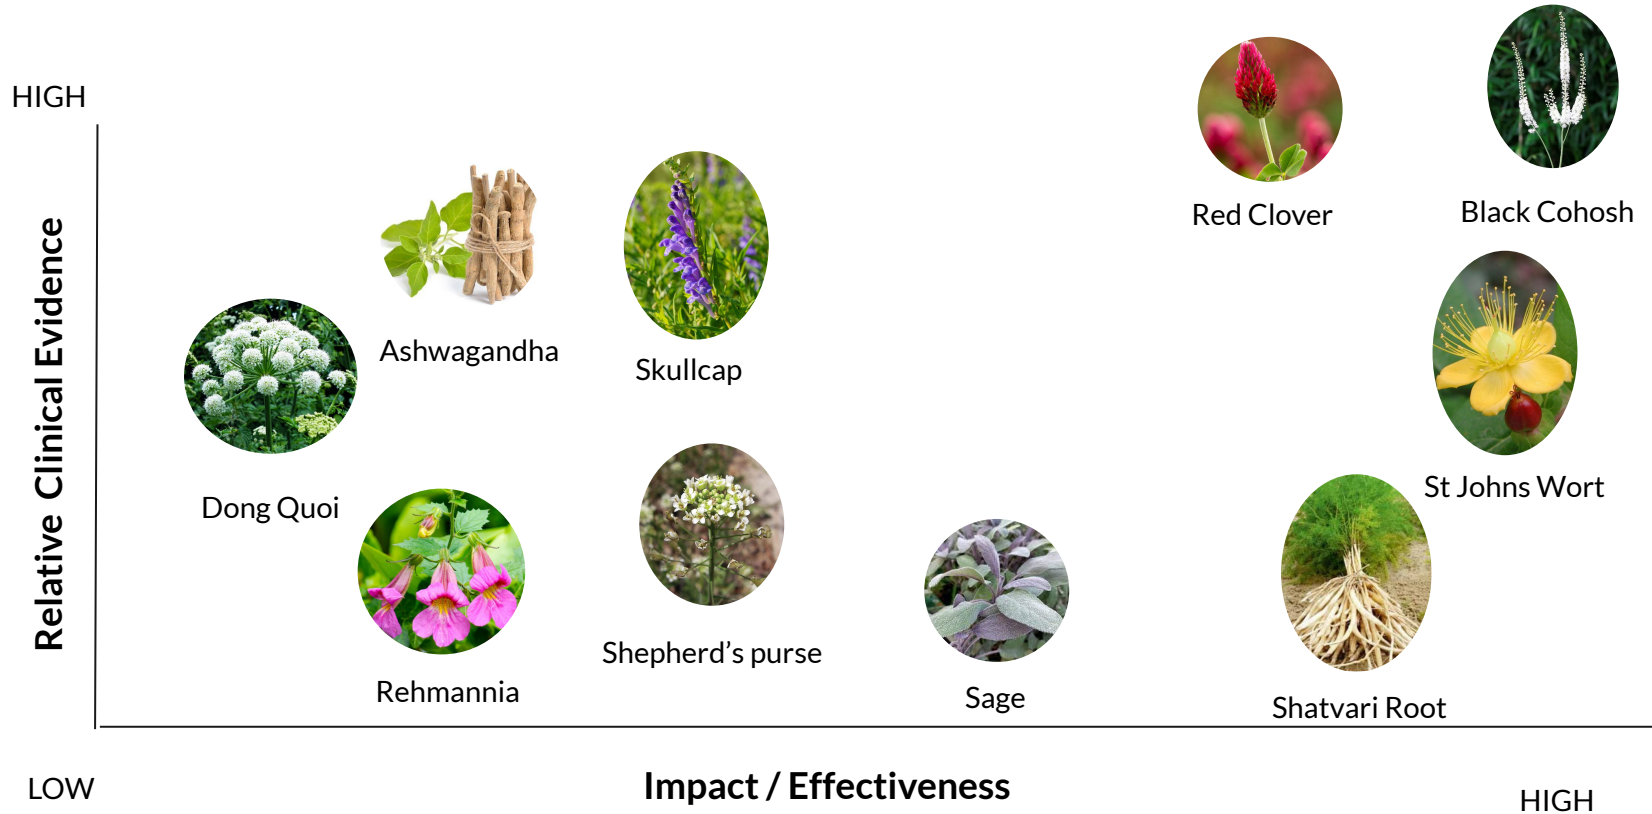 HIGH
Relative Clinical Evidence
Red Clover
Black Cohosh
Ashwagandha
Skullcap
Dong Quoi
St Johns Wort
Rehmannia
Shepherd’s purse
Sage
Shatvari Root
LOW
Impact / Effectiveness
HIGH